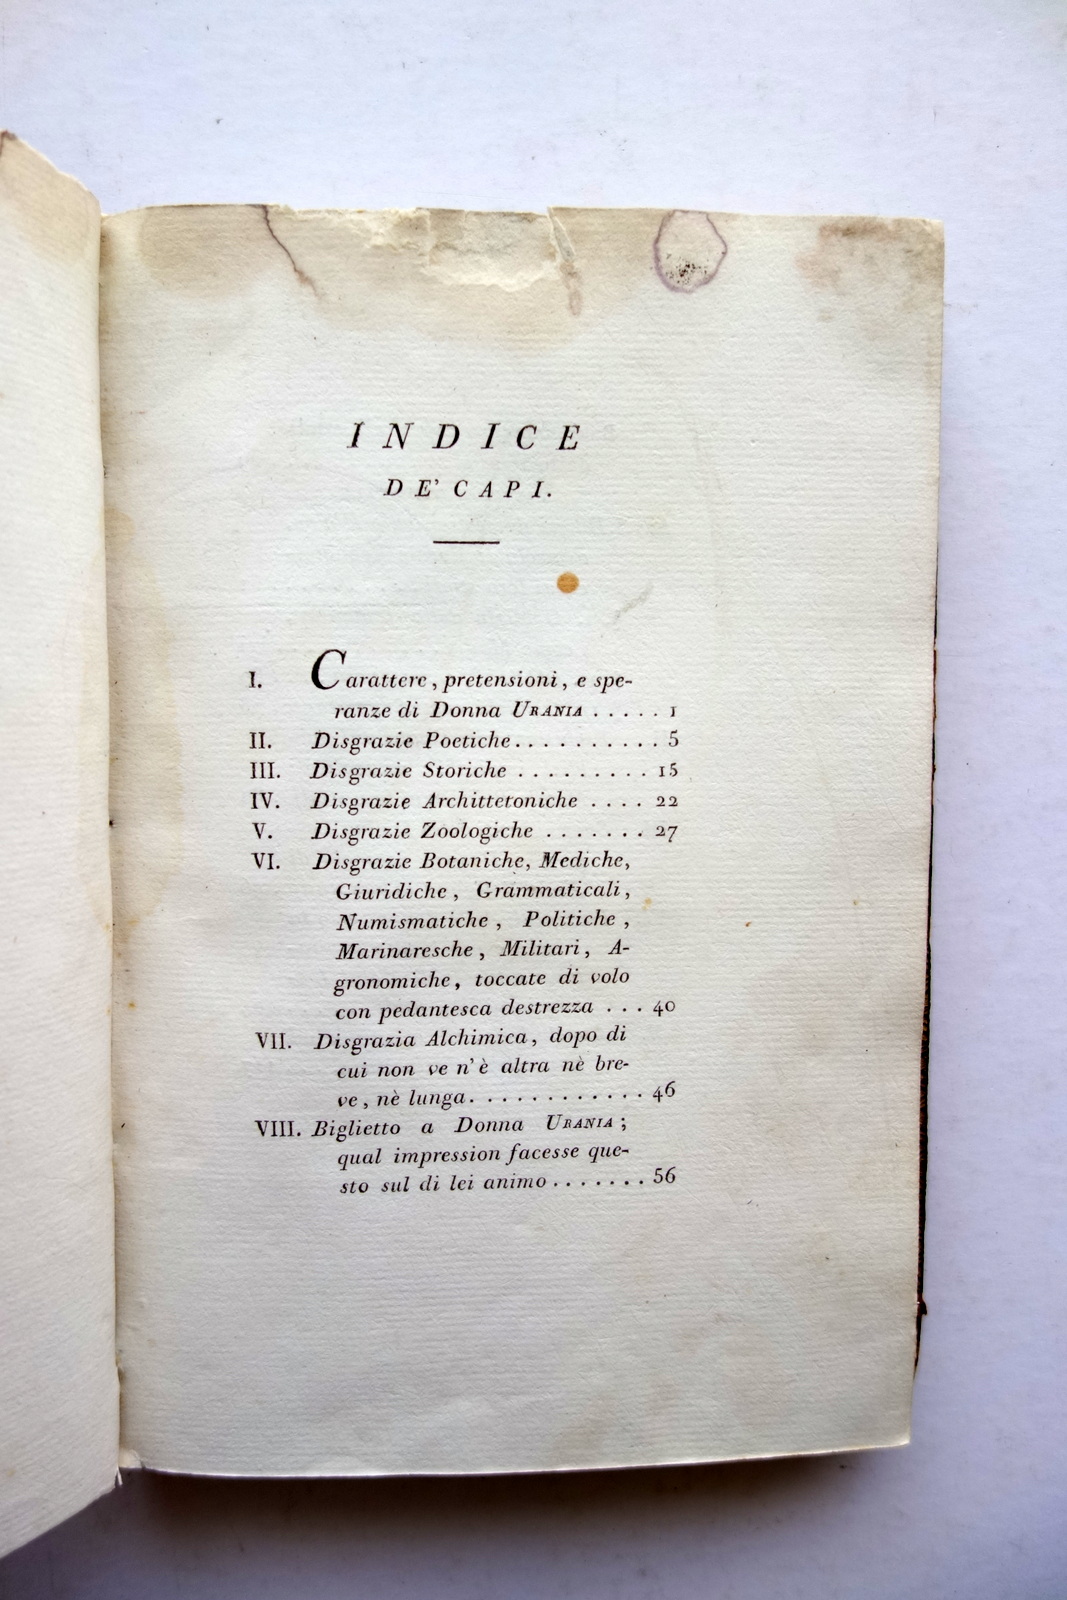 INDICE
DE' CAPI.
I. Carattere, pretensioni, e spe-
ranze di Donna URANIA ..... 1
II. Disgrazie Poetiche.......... 5
III. Disgrazie Storiche ......... 15
IV. Disgrazie Archittetoniche .... 22
V. Disgrazie Zoologiche ....... 27
VI. Disgrazie Botaniche, Mediche,
Giuridiche, Grammaticali,
Numismatiche, Politiche,
Marinaresche, Militari, A-
gronomiche, toccate di volo
con pedantesca destrezza ... 40
VII. Disgrazia Alchimica, dopo di
cui non ve n'è altra nè bre-
ve, nè lunga............ 46
VIII. Biglietto a Donna URANIA;
qual impression facesse que-
sto sul di lei animo....... 56